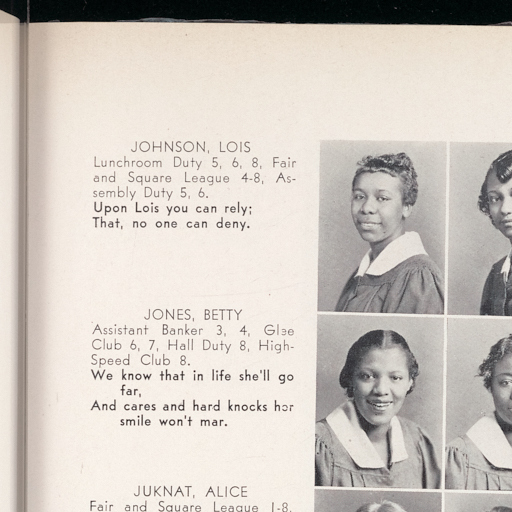 JOHNSON, LOIS
Lunchroom Duty 5, 6, 8, Fair
and Square League 4-8, As-
sembly Duty 5, 6.
Upon Lois you can rely;
That, no one can deny.
JONES, BETTY
Assistant Banker 3, 4, Glee
Club 6, 7, Hall Duty 8, High-
Speed Club 8.
We know that in life she'll go
far,
And cares and hard knocks her
smile won't mar.
JUKNAT, ALICE
Fair and Square League 1-8,